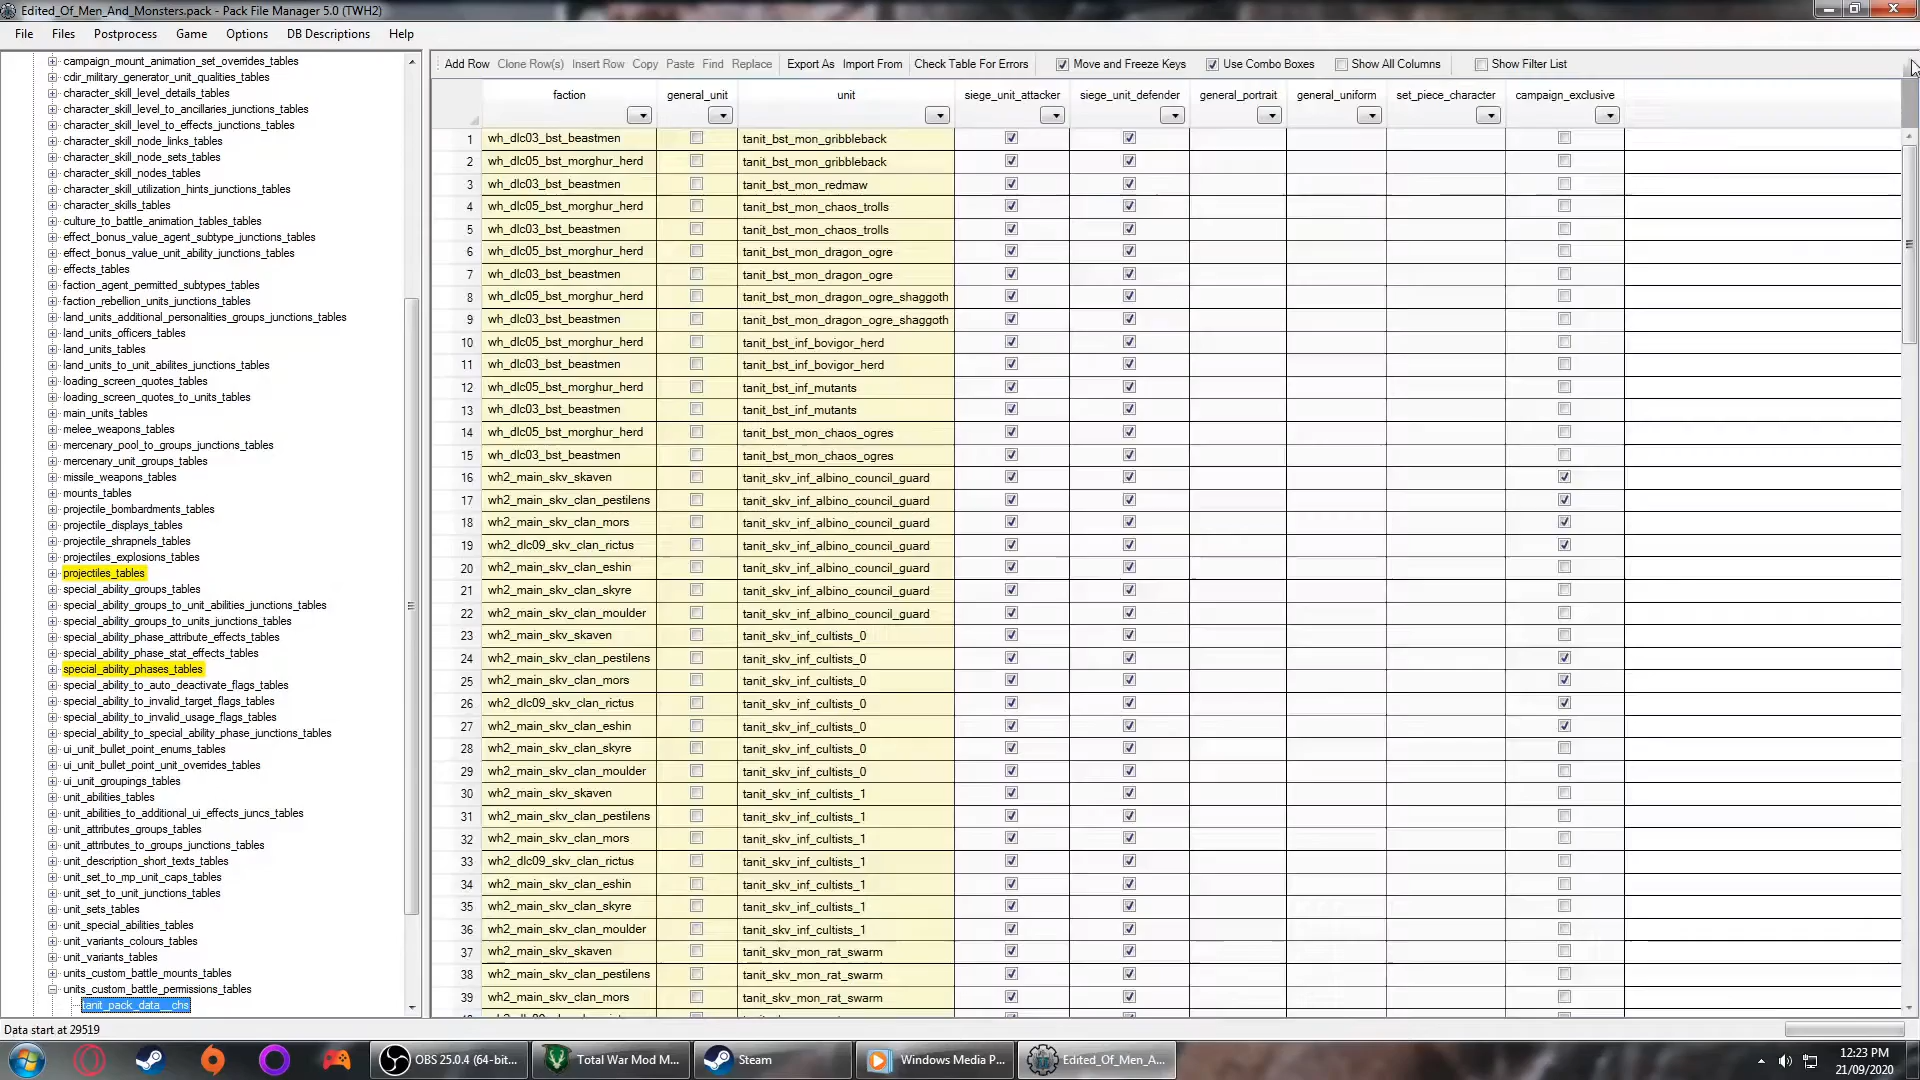 Edited_Of_Men_And_Monsters.pack - Pack File Manager 5.0 (TWH2)
File Files Postprocess Game Options DB Descriptions Help
campaign_mount_animation_set_overrides_tables
cdir_military_generator_unit_qualities_tables
character_skill_level_details_tables
character_skill_level_to_ancillaries_junctions_tables
character_skill_level_to_effects_junctions_tables
character_skill_node_links_tables
character_skill_node_sets_tables
character_skill_nodes_tables
character_skill_utilization_hints_junctions_tables
character_skills_tables
culture_to_battle_animation_tables_tables
effect_bonus_value_agent_subtype_junctions_tables
effect_bonus_value_unit_ability_junctions_tables
effects_tables
faction_agent_permitted_subtypes_tables
faction_rebellion_units_junctions_tables
land_units_additional_personalities_groups_junctions_tables
land_units_officers_tables
land_units_tables
land_units_to_unit_abilites_junctions_tables
loading_screen_quotes_tables
loading_screen_quotes_to_units_tables
main_units_tables
melee_weapons_tables
mercenary_pool_to_groups_junctions_tables
mercenary_unit_groups_tables
missile_weapons_tables
mounts_tables
projectile_bombardments_tables
projectile_displays_tables
projectile_shrapnels_tables
projectiles_explosions_tables
projectiles_tables
special_ability_groups_tables
special_ability_groups_to_unit_abilities_junctions_tables
special_ability_groups_to_units_junctions_tables
special_ability_phase_attribute_effects_tables
special_ability_phase_stat_effects_tables
special_ability_phases_tables
special_ability_to_auto_deactivate_flags_tables
special_ability_to_invalid_target_flags_tables
special_ability_to_invalid_usage_flags_tables
special_ability_to_special_ability_phase_junctions_tables
ui_unit_bullet_point_enums_tables
ui_unit_bullet_point_unit_overrides_tables
ui_unit_groupings_tables
unit_abilities_tables
unit_abilities_to_additional_ui_effects_juncs_tables
unit_attributes_groups_tables
unit_attributes_to_groups_junctions_tables
unit_description_short_texts_tables
unit_set_to_mp_unit_caps_tables
unit_set_to_unit_junctions_tables
unit_sets_tables
unit_special_abilities_tables
unit_variants_colours_tables
unit_variants_tables
units_custom_battle_mounts_tables
units_custom_battle_permissions_tables
tanit_pack_data__chs
Add Row Clone Row(s) Insert Row Copy Paste Find Replace Export As Import From Check Table For Errors Move and Freeze Keys Use Combo Boxes Show All Columns Show Filter List
faction general_unit unit siege_unit_attacker siege_unit_defender general_portrait general_uniform set_piece_character campaign_exclusive
1 wh_dlc03_bst_beastmen tanit_bst_mon_gribbleback
2 wh_dlc05_bst_morghur_herd tanit_bst_mon_gribbleback
3 wh_dlc03_bst_beastmen tanit_bst_mon_redmaw
4 wh_dlc05_bst_morghur_herd tanit_bst_mon_chaos_trolls
5 wh_dlc03_bst_beastmen tanit_bst_mon_chaos_trolls
6 wh_dlc05_bst_morghur_herd tanit_bst_mon_dragon_ogre
7 wh_dlc03_bst_beastmen tanit_bst_mon_dragon_ogre
8 wh_dlc05_bst_morghur_herd tanit_bst_mon_dragon_ogre_shaggoth
9 wh_dlc03_bst_beastmen tanit_bst_mon_dragon_ogre_shaggoth
10 wh_dlc05_bst_morghur_herd tanit_bst_inf_bovigor_herd
11 wh_dlc03_bst_beastmen tanit_bst_inf_bovigor_herd
12 wh_dlc05_bst_morghur_herd tanit_bst_inf_mutants
13 wh_dlc03_bst_beastmen tanit_bst_inf_mutants
14 wh_dlc05_bst_morghur_herd tanit_bst_mon_chaos_ogres
15 wh_dlc03_bst_beastmen tanit_bst_mon_chaos_ogres
16 wh2_main_skv_skaven tanit_skv_inf_albino_council_guard
17 wh2_main_skv_clan_pestilens tanit_skv_inf_albino_council_guard
18 wh2_main_skv_clan_mors tanit_skv_inf_albino_council_guard
19 wh2_dlc09_skv_clan_rictus tanit_skv_inf_albino_council_guard
20 wh2_main_skv_clan_eshin tanit_skv_inf_albino_council_guard
21 wh2_main_skv_clan_skyre tanit_skv_inf_albino_council_guard
22 wh2_main_skv_clan_moulder tanit_skv_inf_albino_council_guard
23 wh2_main_skv_skaven tanit_skv_inf_cultists_0
24 wh2_main_skv_clan_pestilens tanit_skv_inf_cultists_0
25 wh2_main_skv_clan_mors tanit_skv_inf_cultists_0
26 wh2_dlc09_skv_clan_rictus tanit_skv_inf_cultists_0
27 wh2_main_skv_clan_eshin tanit_skv_inf_cultists_0
28 wh2_main_skv_clan_skyre tanit_skv_inf_cultists_0
29 wh2_main_skv_clan_moulder tanit_skv_inf_cultists_0
30 wh2_main_skv_skaven tanit_skv_inf_cultists_1
31 wh2_main_skv_clan_pestilens tanit_skv_inf_cultists_1
32 wh2_main_skv_clan_mors tanit_skv_inf_cultists_1
33 wh2_dlc09_skv_clan_rictus tanit_skv_inf_cultists_1
34 wh2_main_skv_clan_eshin tanit_skv_inf_cultists_1
35 wh2_main_skv_clan_skyre tanit_skv_inf_cultists_1
36 wh2_main_skv_clan_moulder tanit_skv_inf_cultists_1
37 wh2_main_skv_skaven tanit_skv_mon_rat_swarm
38 wh2_main_skv_clan_pestilens tanit_skv_mon_rat_swarm
39 wh2_main_skv_clan_mors tanit_skv_mon_rat_swarm
Data start at 29519
OBS 25.0.4 (64-bit... Total War Mod M... Steam Windows Media P... Edited_Of_Men_A...
12:23 PM
21/09/2020